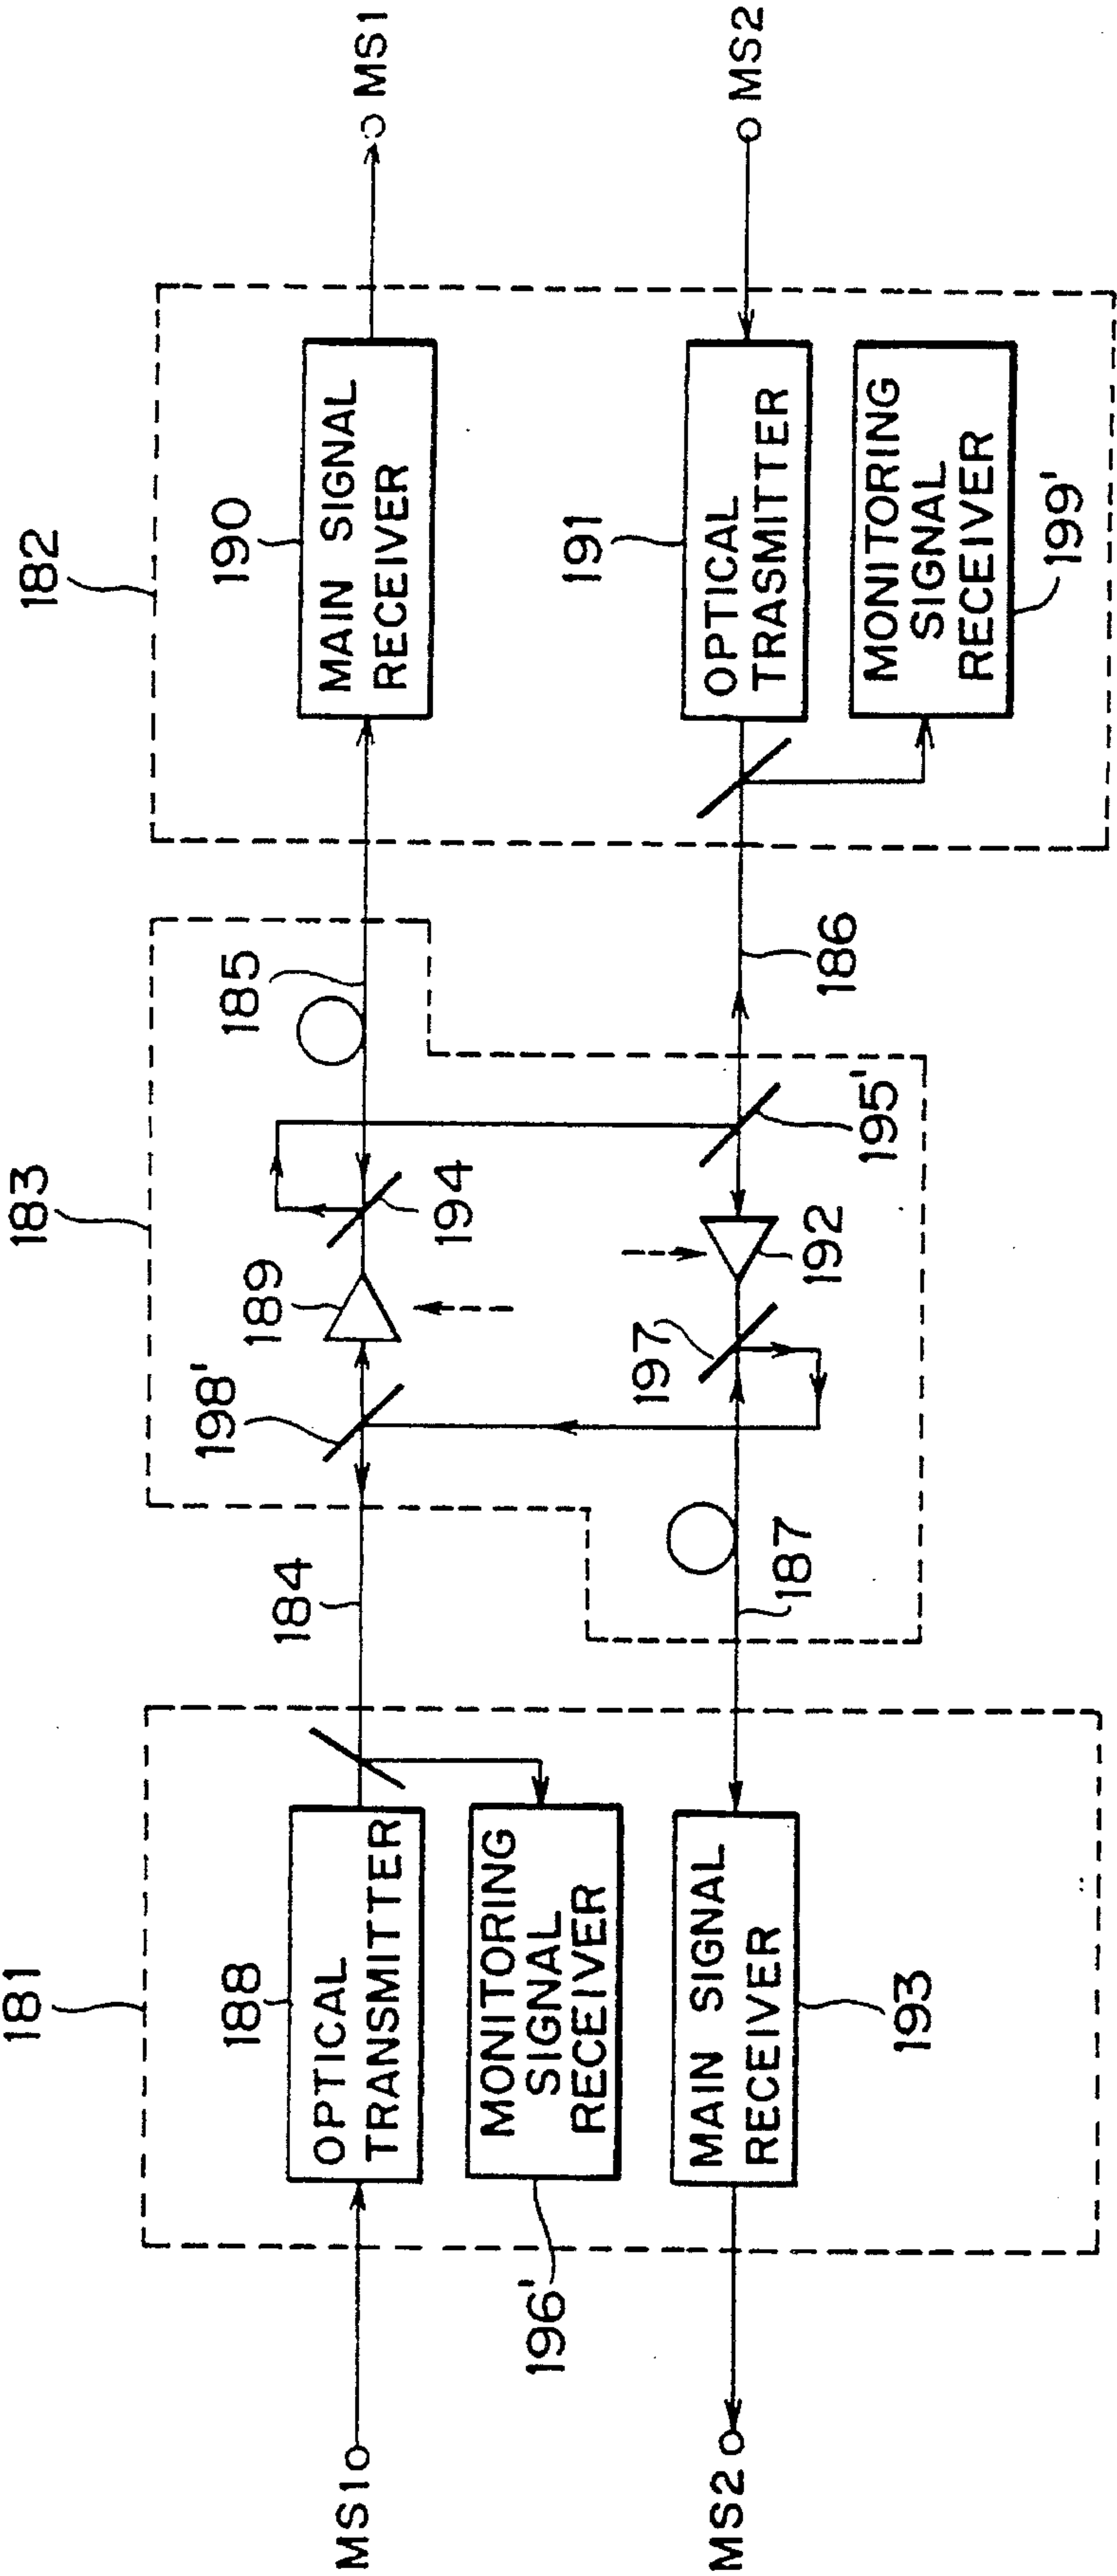 181
182
183
MS1
188
OPTICAL
TRANSMITTER
184
198'
189
194
185
190
MAIN SIGNAL
RECEIVER
MS1
196'
MONITORING
SIGNAL
RECEIVER
MS2
193
MAIN SIGNAL
RECEIVER
187
197
192
195'
186
191
OPTICAL
TRASMITTER
MS2
MONITORING
SIGNAL
RECEIVER
199'